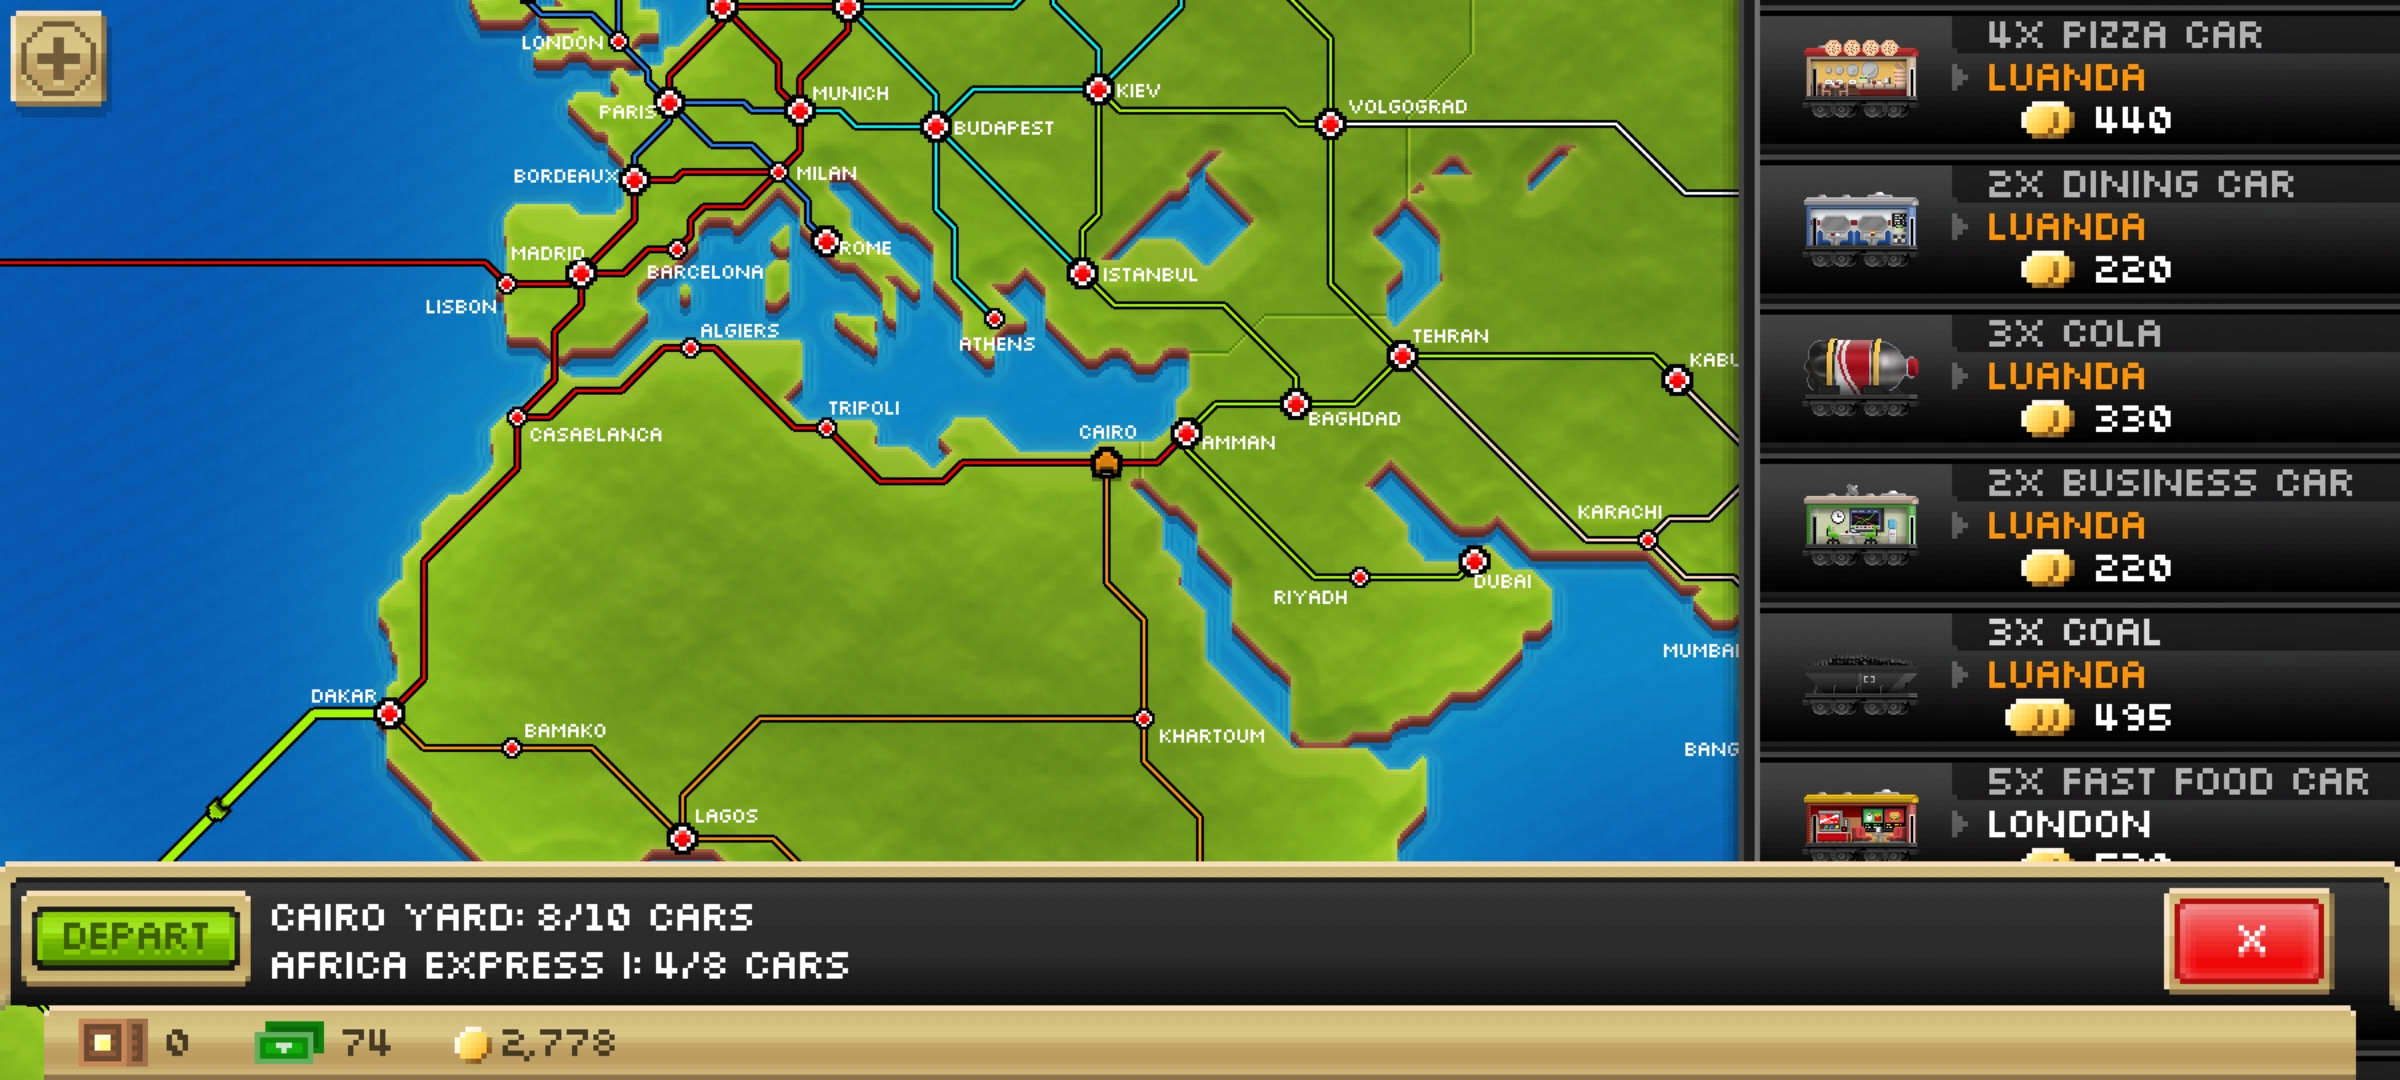 LONDON
PARIS
MUNICH
KIEV
VOLGOGRAD
BUDAPEST
BORDEAUX
MILAN
MADRID
ROME
BARCELONA
ISTANBUL
LISBON
ALGIERS
ATHENS
TEHRAN
KABU
TRIPOLI
CASABLANCA
CAIRO
AMMAN
BAGHDAD
KARACHI
RIYADH
DUBAI
MUMBAI
DAKAR
BAMAKO
KHARTOUM
BANG
LAGOS
4X PIZZA CAR
LUANDA
440
2X DINING CAR
LUANDA
220
3X COLA
LUANDA
330
2X BUSINESS CAR
LUANDA
220
3X COAL
LUANDA
495
5X FAST FOOD CAR
LONDON
DEPART
CAIRO YARD: 8/10 CARS
AFRICA EXPRESS I: 4/8 CARS
X
0
74
2,778